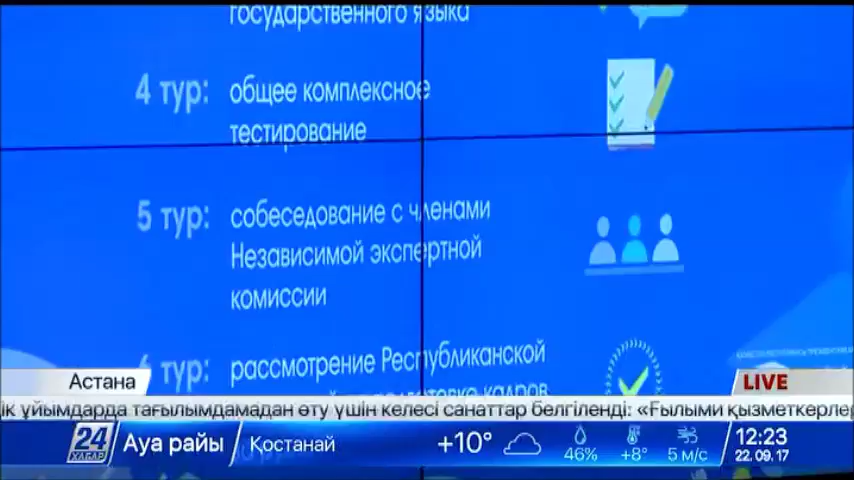 государственного языка
4 тур: общее комплексное
тестирование
5 тур: собеседование с членами
Независимой экспертной
комиссии
6 тур: рассмотрение Республиканской
кадров
Астана
LIVE
ік ұйымдарда тағылымдамадан өту үшін келесі санаттар белгіленді: «Ғылыми қызметкерлер
24 ХАБАР Ауа райы Қостанай +10° 46% +8° 5 м/с 12:23
22.09.17